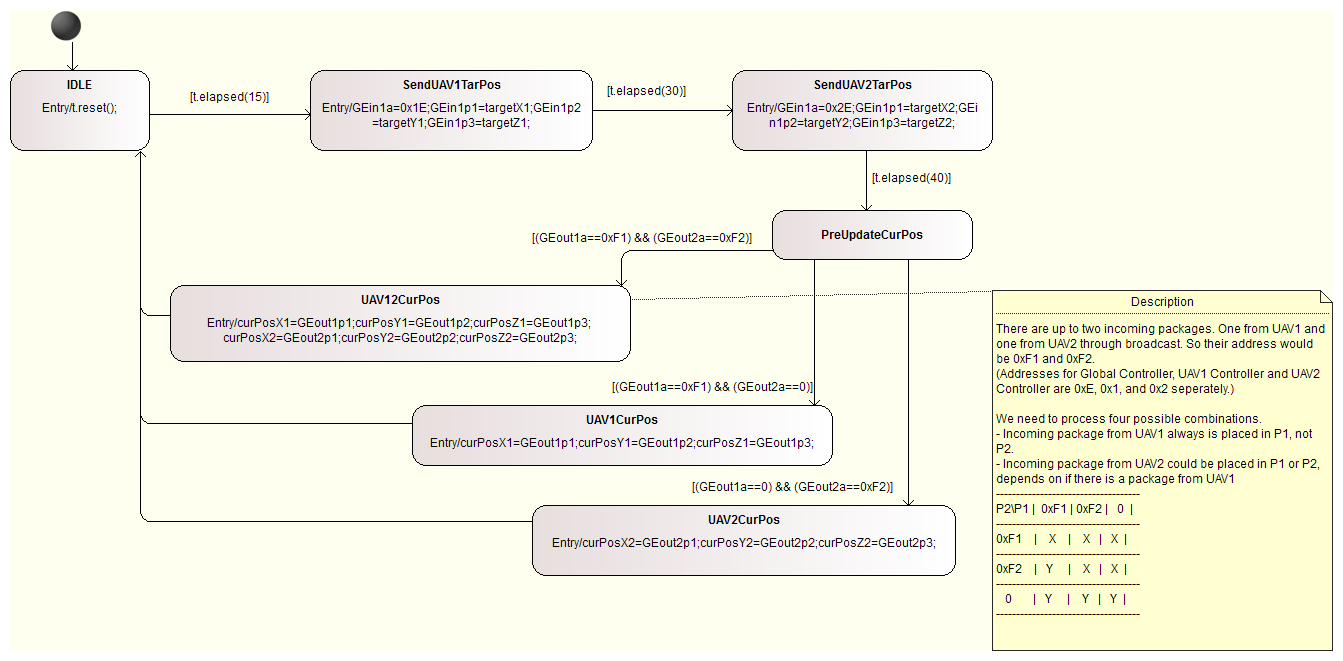 IDLE
Entry/t.reset();
[t.elapsed(15)]
SendUAV1TarPos
Entry/GEin1a=0x1E;GEin1p1=targetX1;GEin1p2
=targetY1;GEin1p3=targetZ1;
[t.elapsed(30)]
SendUAV2TarPos
Entry/GEin1a=0x2E;GEin1p1=targetX2;GEi
n1p2=targetY2;GEin1p3=targetZ2;
[t.elapsed(40)]
PreUpdateCurPos
[(GEout1a==0xF1) && (GEout2a==0xF2)]
UAV12CurPos
Entry/curPosX1=GEout1p1;curPosY1=GEout1p2;curPosZ1=GEout1p3;
curPosX2=GEout2p1;curPosY2=GEout2p2;curPosZ2=GEout2p3;
[(GEout1a==0xF1) && (GEout2a==0)]
UAV1CurPos
Entry/curPosX1=GEout1p1;curPosY1=GEout1p2;curPosZ1=GEout1p3;
[(GEout1a==0) && (GEout2a==0xF2)]
UAV2CurPos
Entry/curPosX2=GEout2p1;curPosY2=GEout2p2;curPosZ2=GEout2p3;
Description
There are up to two incoming packages. One from UAV1 and
one from UAV2 through broadcast. So their address would
be 0xF1 and 0xF2.
(Addresses for Global Controller, UAV1 Controller and UAV2
Controller are 0xE, 0x1, and 0x2 seperately.)
We need to process four possible combinations.
- Incoming package from UAV1 always is placed in P1, not
P2.
- Incoming package from UAV2 could be placed in P1 or P2,
depends on if there is a package from UAV1
------------------------------------
P2\P1 | 0xF1 | 0xF2 | 0 |
------------------------------------
0xF1 | X | X | X |
------------------------------------
0xF2 | Y | X | X |
------------------------------------
0 | Y | Y | Y |
------------------------------------